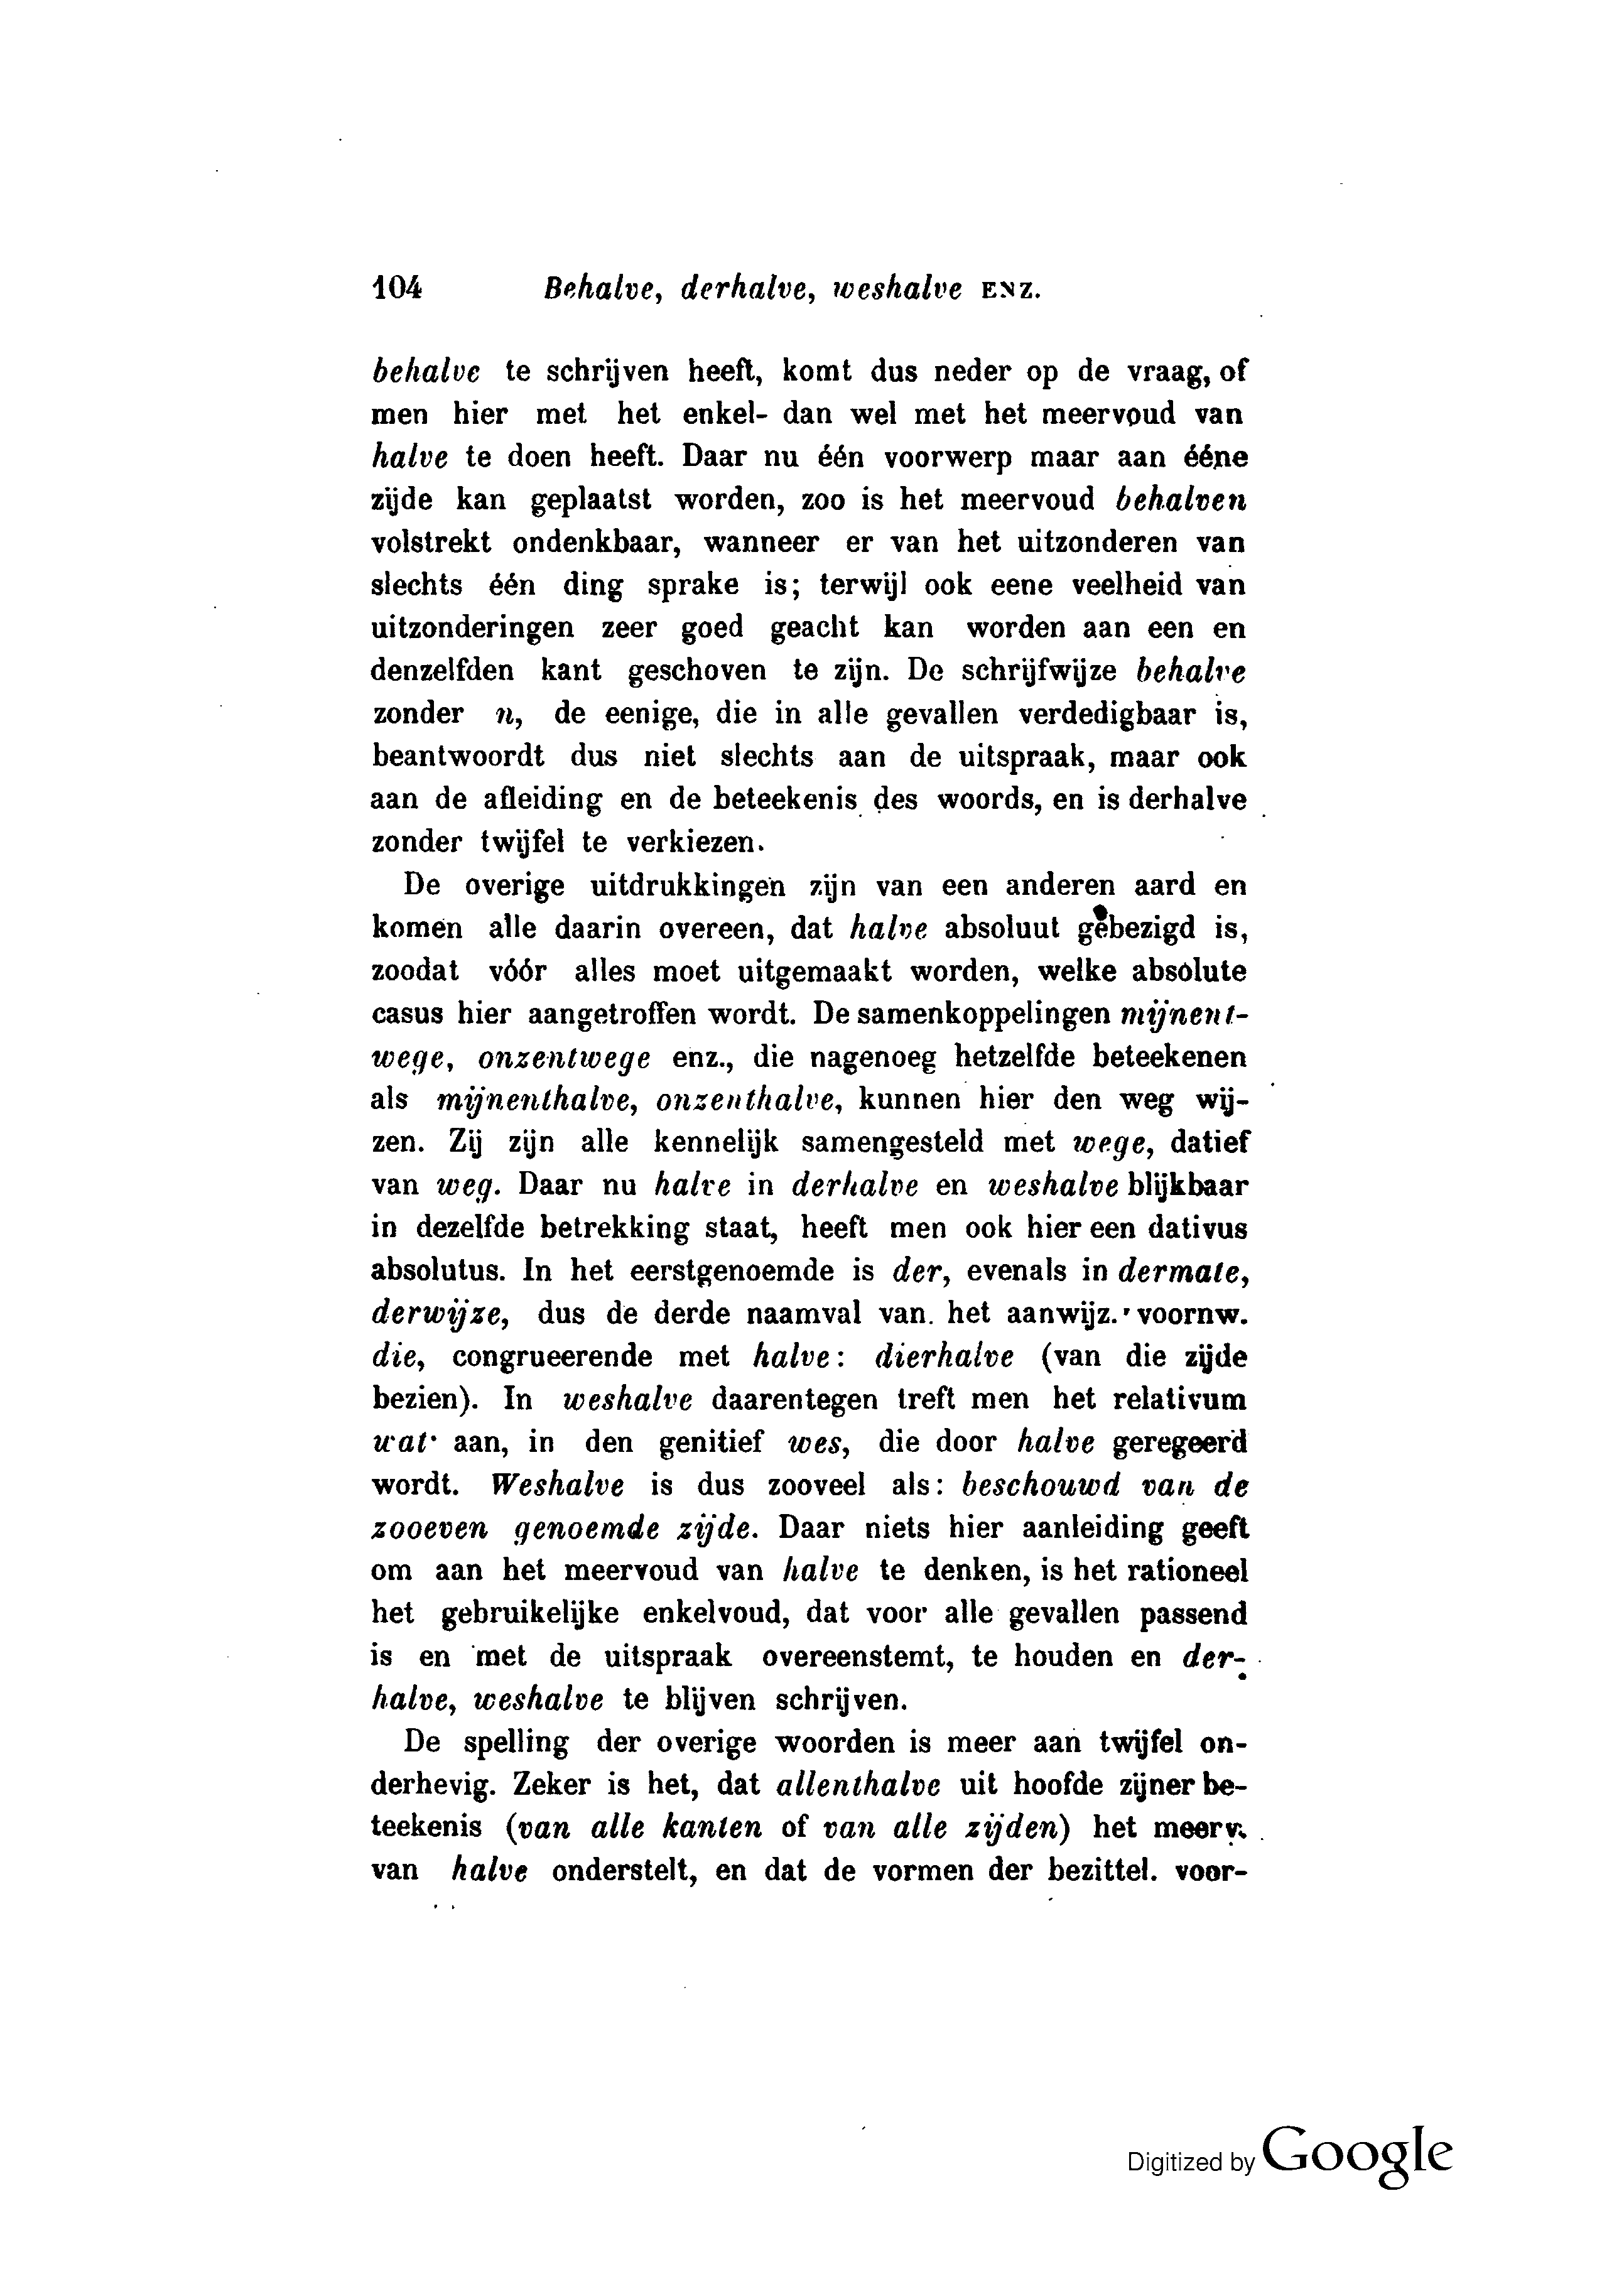 104 Behalve, derhalve, weshalve ENZ.
behalve te schrijven heeft, komt dus neder op de vraag, of
men hier met het enkel- dan wel met het meervoud van
halve te doen heeft. Daar nu één voorwerp maar aan ééne
zijde kan geplaatst worden, zoo is het meervoud behalven
volstrekt ondenkbaar, wanneer er van het uitzonderen van
slechts één ding sprake is; terwijl ook eene veelheid van
uitzonderingen zeer goed geacht kan worden aan een en
denzelfden kant geschoven te zijn. De schrijfwijze behalve
zonder n, de eenige, die in alle gevallen verdedigbaar is,
beantwoordt dus niet slechts aan de uitspraak, maar ook
aan de afleiding en de beteekenis des woords, en is derhalve
zonder twijfel te verkiezen.
De overige uitdrukkingen zijn van een anderen aard en
komen alle daarin overeen, dat halve absoluut gebezigd is,
zoodat vóór alles moet uitgemaakt worden, welke absolute
casus hier aangetroffen wordt. De samenkoppelingen mijnent-
wege, onzentwege enz., die nagenoeg hetzelfde beteekenen
als mijnenthalve, onzenthalve, kunnen hier den weg wij-
zen. Zij zijn alle kennelijk samengesteld met wege, datief
van weg. Daar nu halve in derhalve en weshalve blijkbaar
in dezelfde betrekking staat, heeft men ook hier een dativus
absolutus. In het eerstgenoemde is der, evenals in dermate,
derwijze, dus de derde naamval van het aanwijz. voornw.
die, congrueerende met halve: dierhalve (van die zijde
bezien). In weshalve daarentegen treft men het relativum
wat aan, in den genitief wes, die door halve geregeerd
wordt. Weshalve is dus zooveel als: beschouwd van de
zooeven genoemde zijde. Daar niets hier aanleiding geeft
om aan het meervoud van halve te denken, is het rationeel
het gebruikelijke enkelvoud, dat voor alle gevallen passend
is en met de uitspraak overeenstemt, te houden en der-
halve, weshalve te blijven schrijven.
De spelling der overige woorden is meer aan twijfel on-
derhevig. Zeker is het, dat allenthalve uit hoofde zijner be-
teekenis (van alle kanten of van alle zijden) het meerv.
van halve onderstelt, en dat de vormen der bezittel. voor-
Digitized by Google